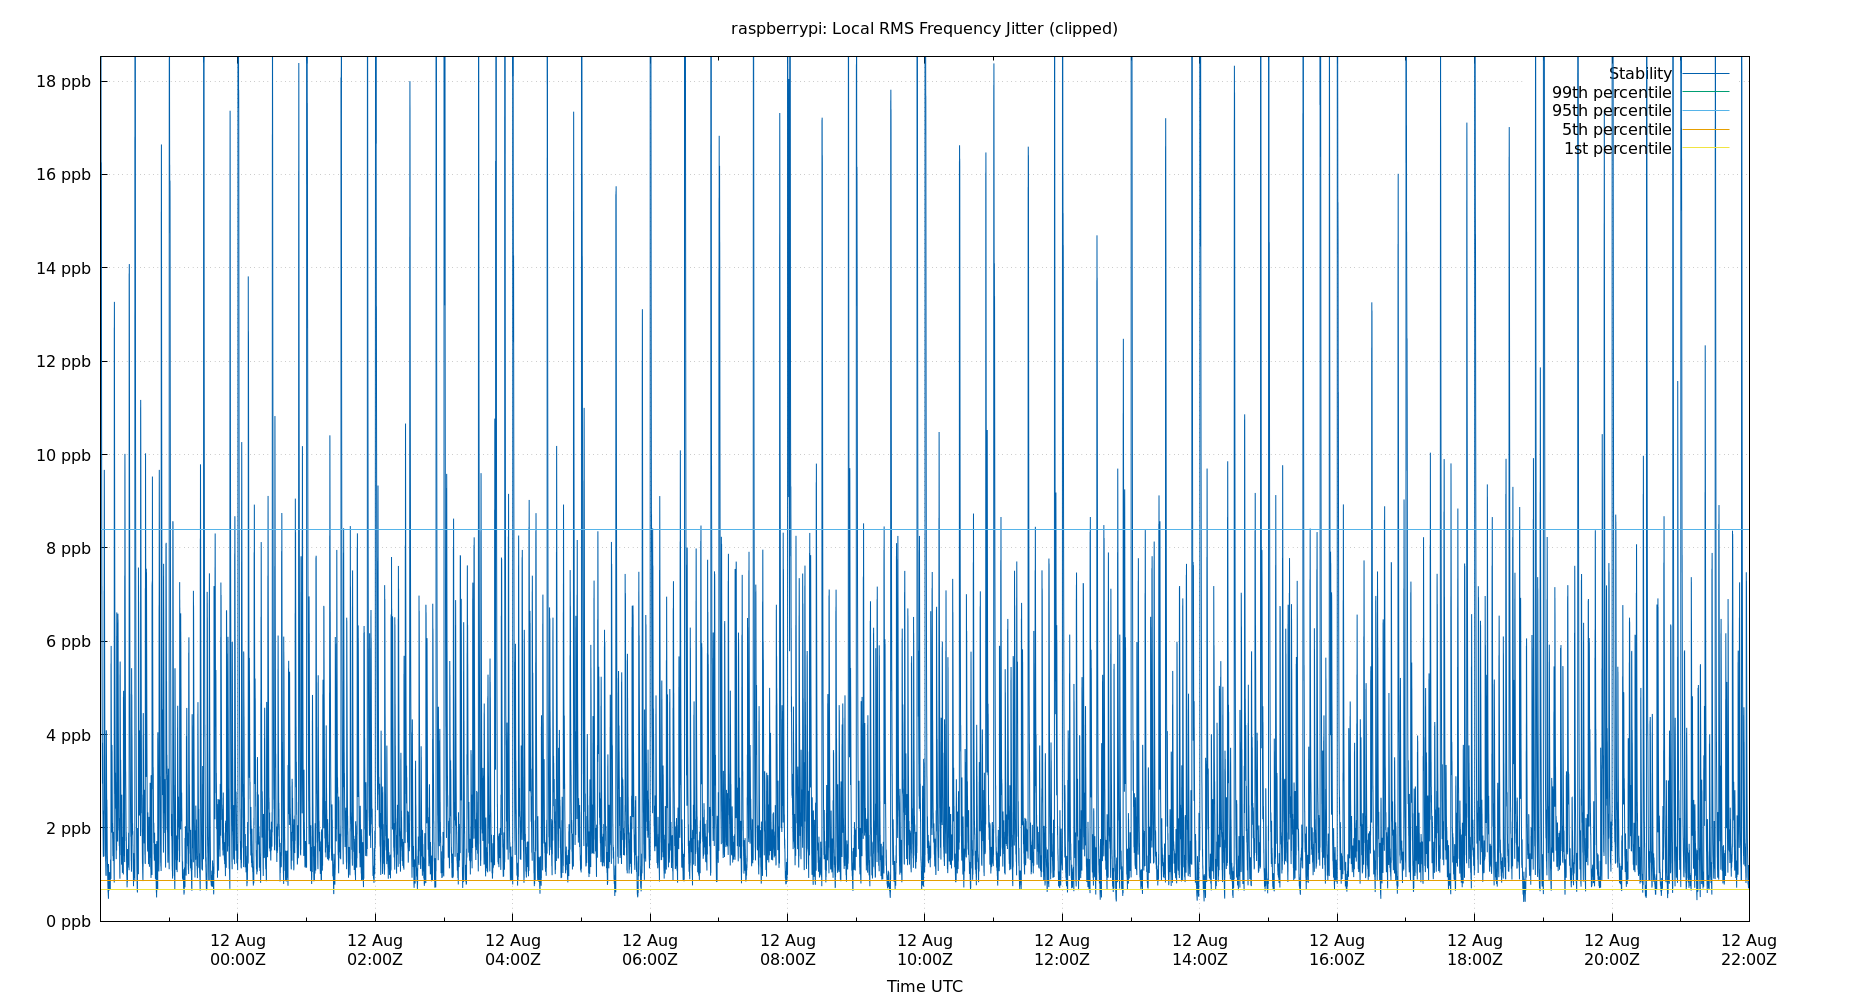 raspberrypi: Local RMS Frequency Jitter (clipped)
18 ppb
16 ppb
14 ppb
12 ppb
10 ppb
8 ppb
6 ppb
4 ppb
2 ppb
0 ppb
Stability
99th percentile
95th percentile
5th percentile
1st percentile
12 Aug 12 Aug 12 Aug 12 Aug 12 Aug 12 Aug 12 Aug 12 Aug 12 Aug 12 Aug 12 Aug 12 Aug
00:00Z 02:00Z 04:00Z 06:00Z 08:00Z 10:00Z 12:00Z 14:00Z 16:00Z 18:00Z 20:00Z 22:00Z
Time UTC